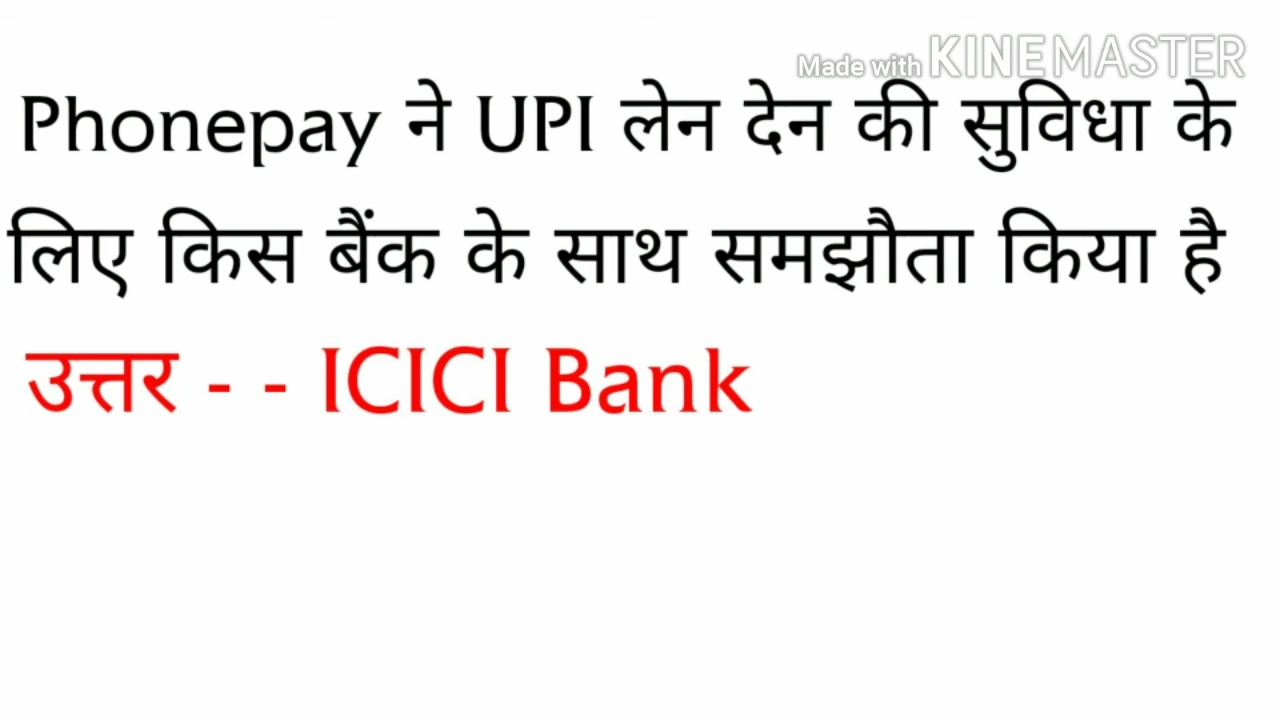 Made with KINEMASTER
Phonepay ने UPI लेन देन की सुविधा के
लिए किस बैंक के साथ समझौता किया है
उत्तर - - ICICI Bank